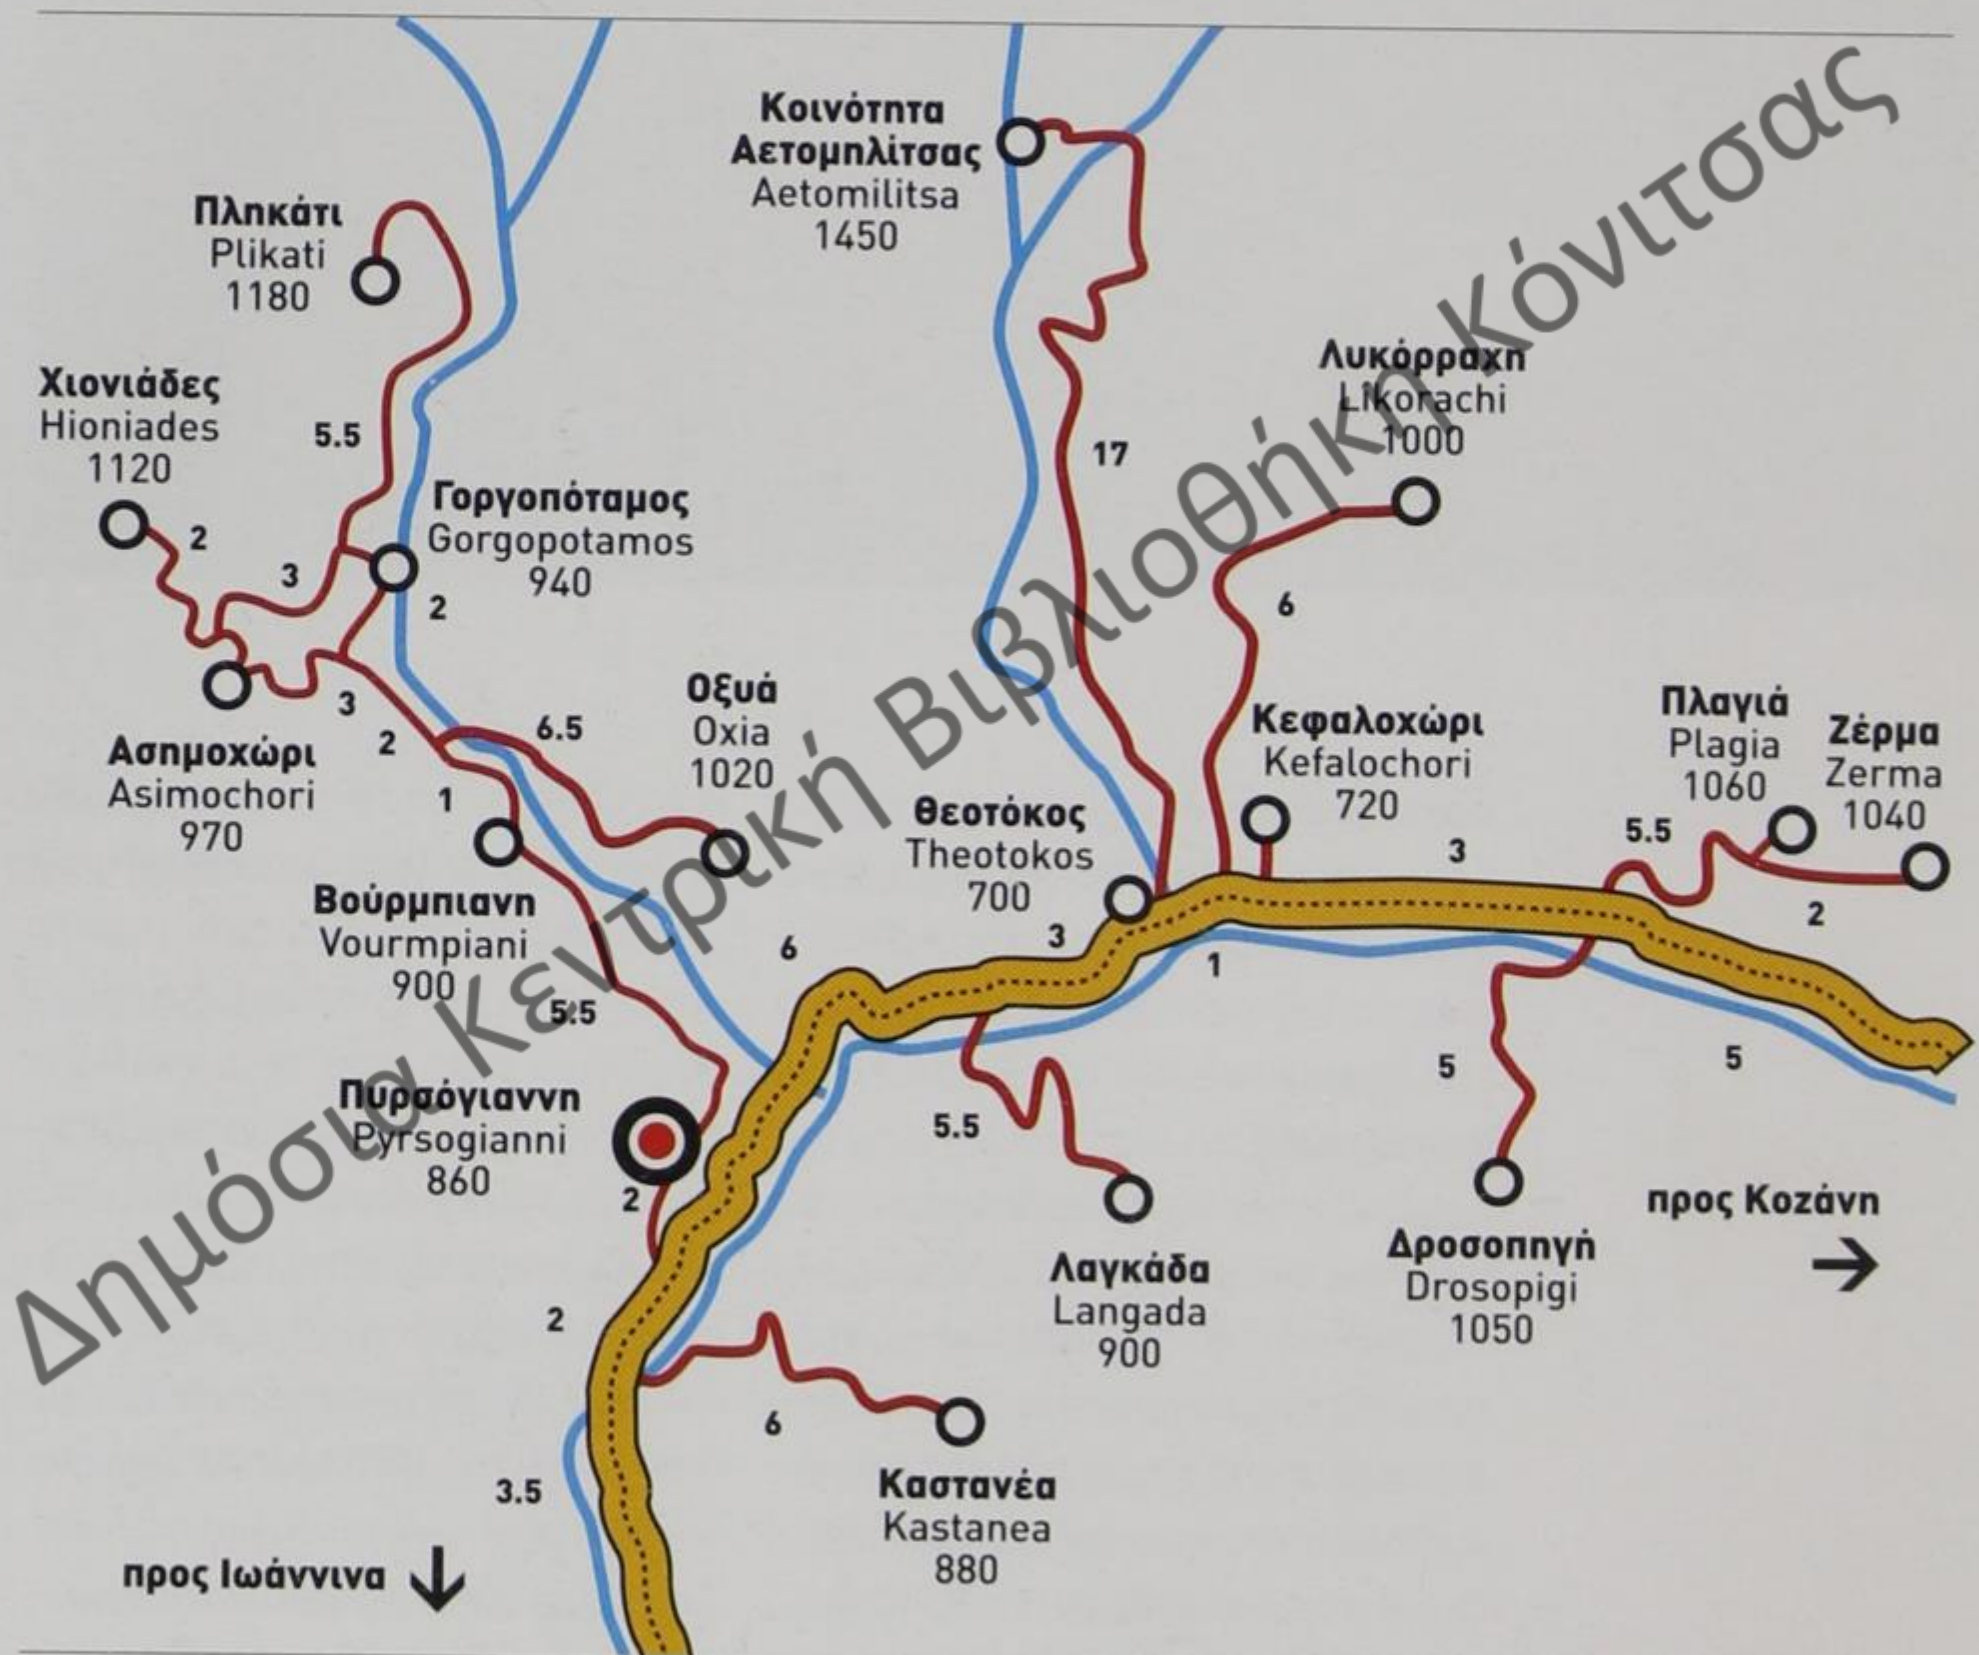 Κοινότητα
Αετομηλίτσας
Aetomilitsa
1450
Πληκάτι
Plikati
1180
Χιονιάδες
Hioniades
1120
Λυκόρραχη
Likorachi
1000
5.5
17
2
3
Γοργοπόταμος
Gorgopotamos
940
2
6
3
2
1
Ασημοχώρι
Asimochori
970
6.5
Οξυά
Oxia
1020
Κεφαλοχώρι
Kefalochori
720
Πλαγιά
Plagia
1060
Ζέρμα
Zerma
1040
Θεοτόκος
Theotokos
700
3
5.5
2
Βούρμπιανη
Vourmpiani
900
5.5
6
3
1
Πυρσόγιαννη
Pyrsogianni
860
2
5.5
5
5
Λαγκάδα
Langada
900
Δροσοπηγή
Drosopigi
1050
προς Κοζάνη
2
6
3.5
Καστανέα
Kastanea
880
προς Ιωάννινα
Δημόσια Κεντρική Βιβλιοθήκη Κόνιτσας